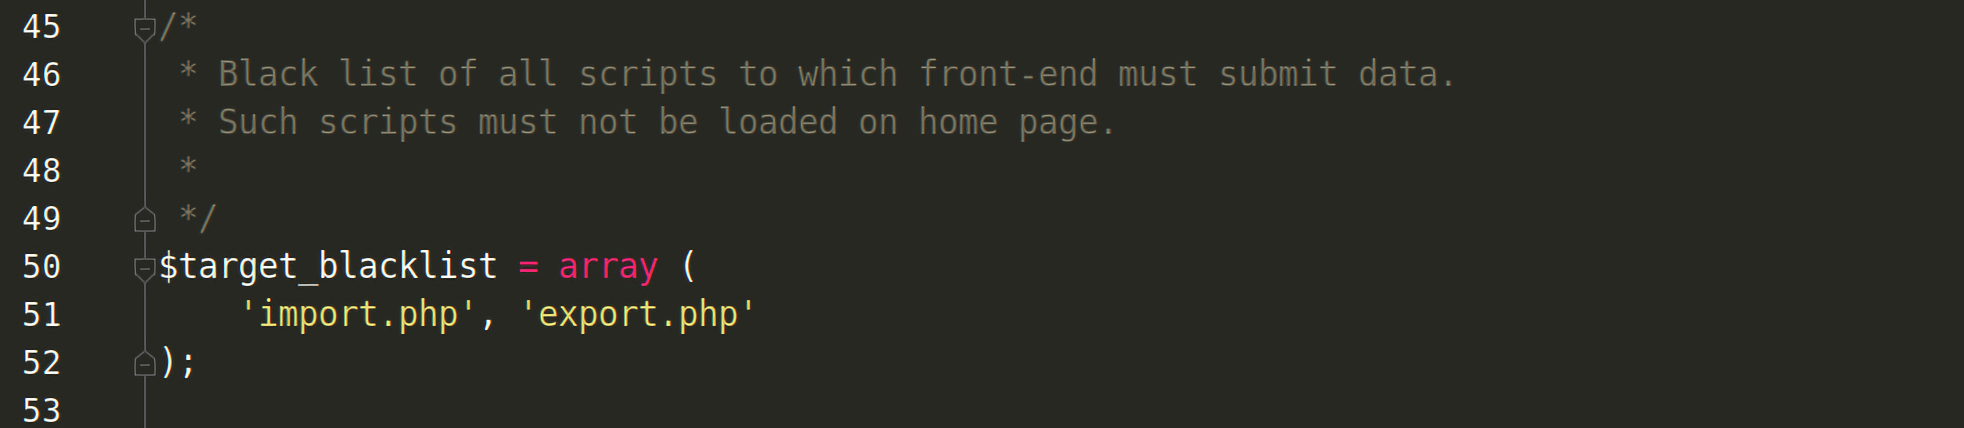 45 /*
46  * Black list of all scripts to which front-end must submit data.
47  * Such scripts must not be loaded on home page.
48  *
49  */
50 $target_blacklist = array (
51     'import.php', 'export.php'
52 );
53